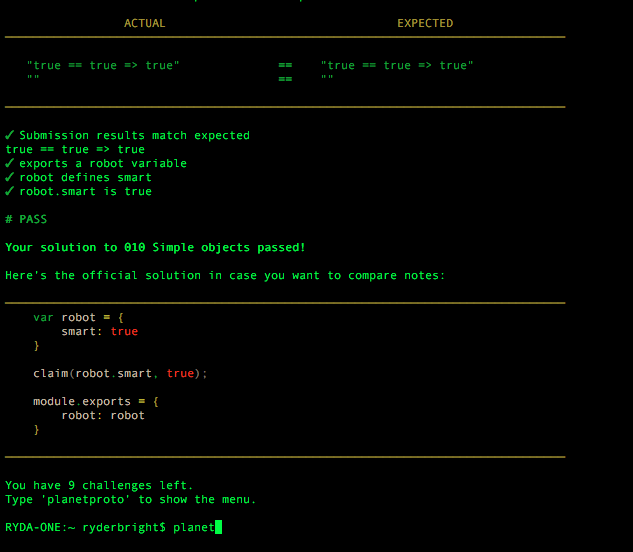 ACTUAL EXPECTED
"true == true => true" == "true == true => true"
"" == ""
✓ Submission results match expected
true == true => true
✓ exports a robot variable
✓ robot defines smart
✓ robot.smart is true
# PASS
Your solution to 010 Simple objects passed!
Here's the official solution in case you want to compare notes:
var robot = {
smart: true
}
claim(robot.smart, true);
module.exports = {
robot: robot
}
You have 9 challenges left.
Type 'planetproto' to show the menu.
RYDA-ONE:~ ryderbright$ planet